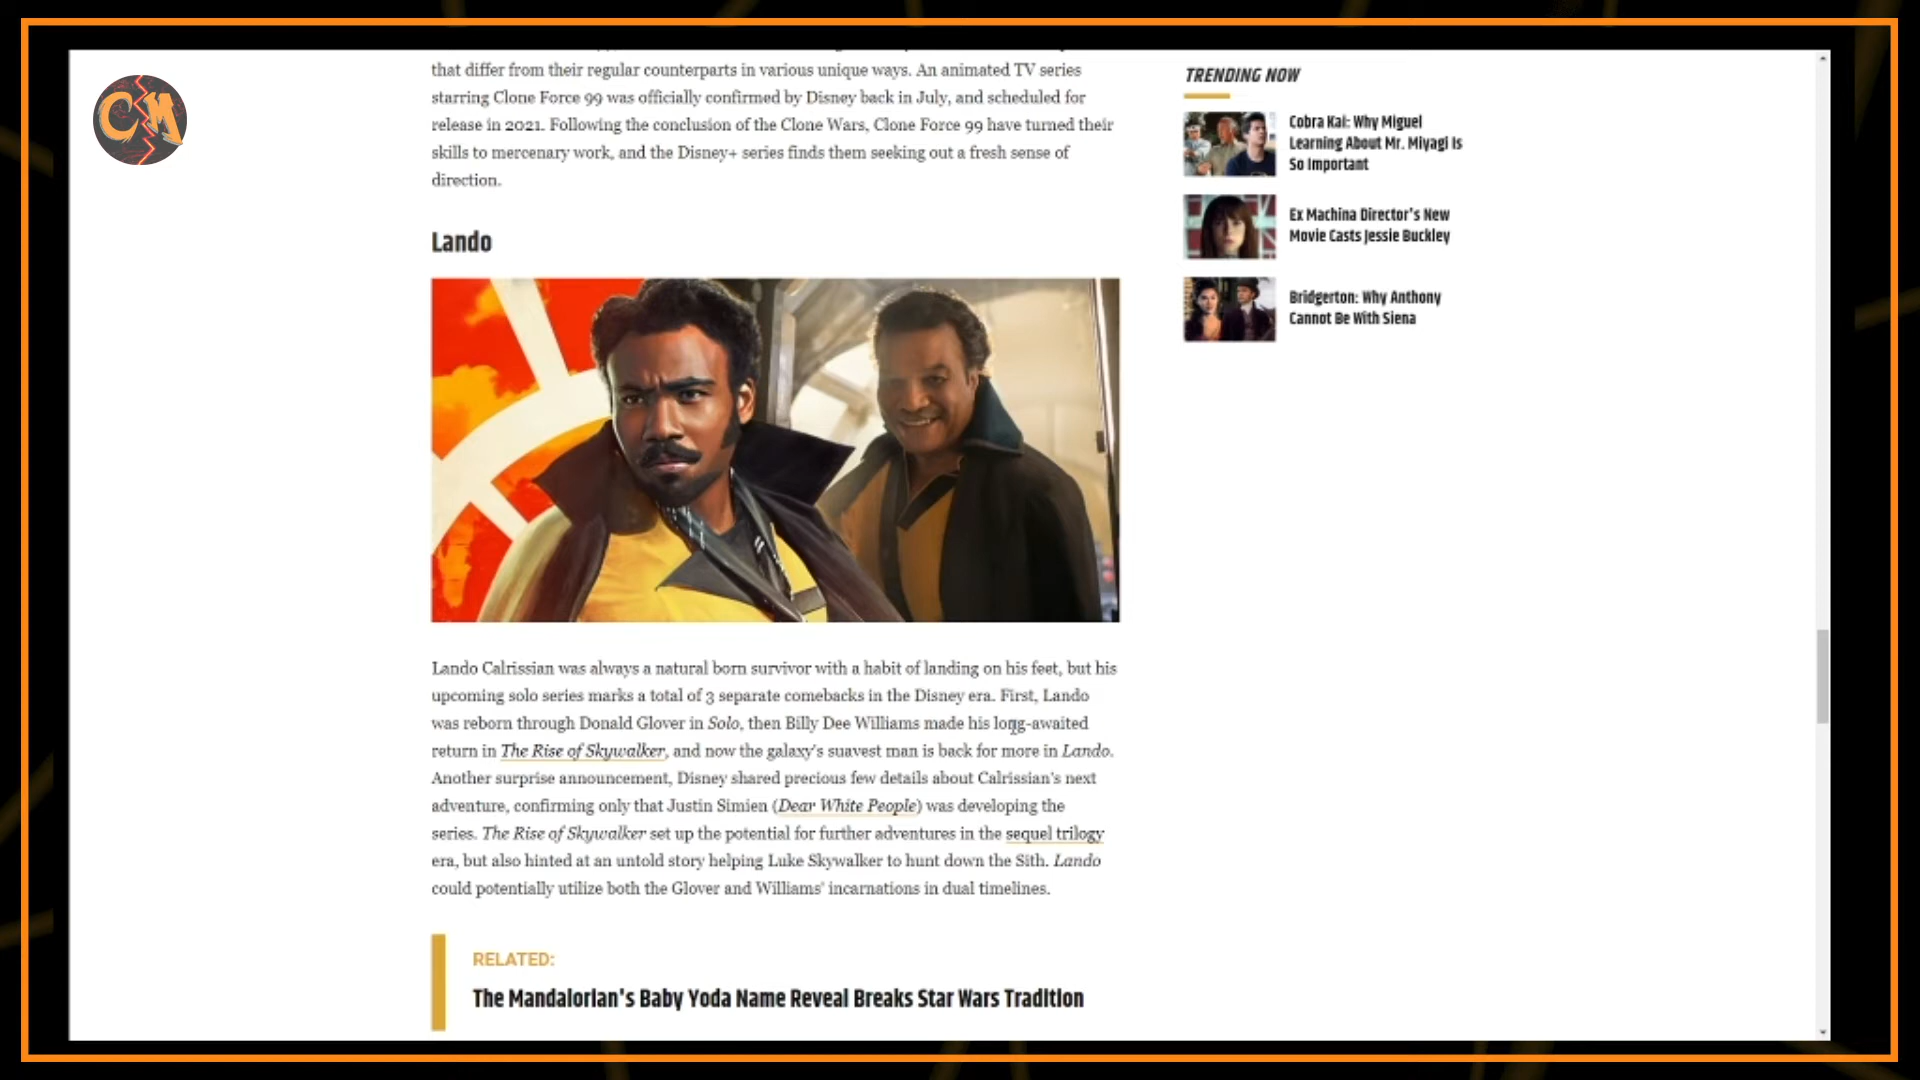 CM
that differ from their regular counterparts in various unique ways. An animated TV series
starring Clone Force 99 was officially confirmed by Disney back in July, and scheduled for
release in 2021. Following the conclusion of the Clone Wars, Clone Force 99 have turned their
skills to mercenary work, and the Disney+ series finds them seeking out a fresh sense of
direction.
Lando
Lando Calrissian was always a natural born survivor with a habit of landing on his feet, but his
upcoming solo series marks a total of 3 separate comebacks in the Disney era. First, Lando
was reborn through Donald Glover in Solo, then Billy Dee Williams made his long-awaited
return in The Rise of Skywalker, and now the galaxy's suavest man is back for more in Lando.
Another surprise announcement, Disney shared precious few details about Calrissian's next
adventure, confirming only that Justin Simien (Dear White People) was developing the
series. The Rise of Skywalker set up the potential for further adventures in the sequel trilogy
era, but also hinted at an untold story helping Luke Skywalker to hunt down the Sith. Lando
could potentially utilize both the Glover and Williams' incarnations in dual timelines.
RELATED:
The Mandalorian's Baby Yoda Name Reveal Breaks Star Wars Tradition
TRENDING NOW
Cobra Kai: Why Miguel
Learning About Mr. Miyagi Is
So Important
Ex Machina Director's New
Movie Casts Jessie Buckley
Bridgerton: Why Anthony
Cannot Be With Siena